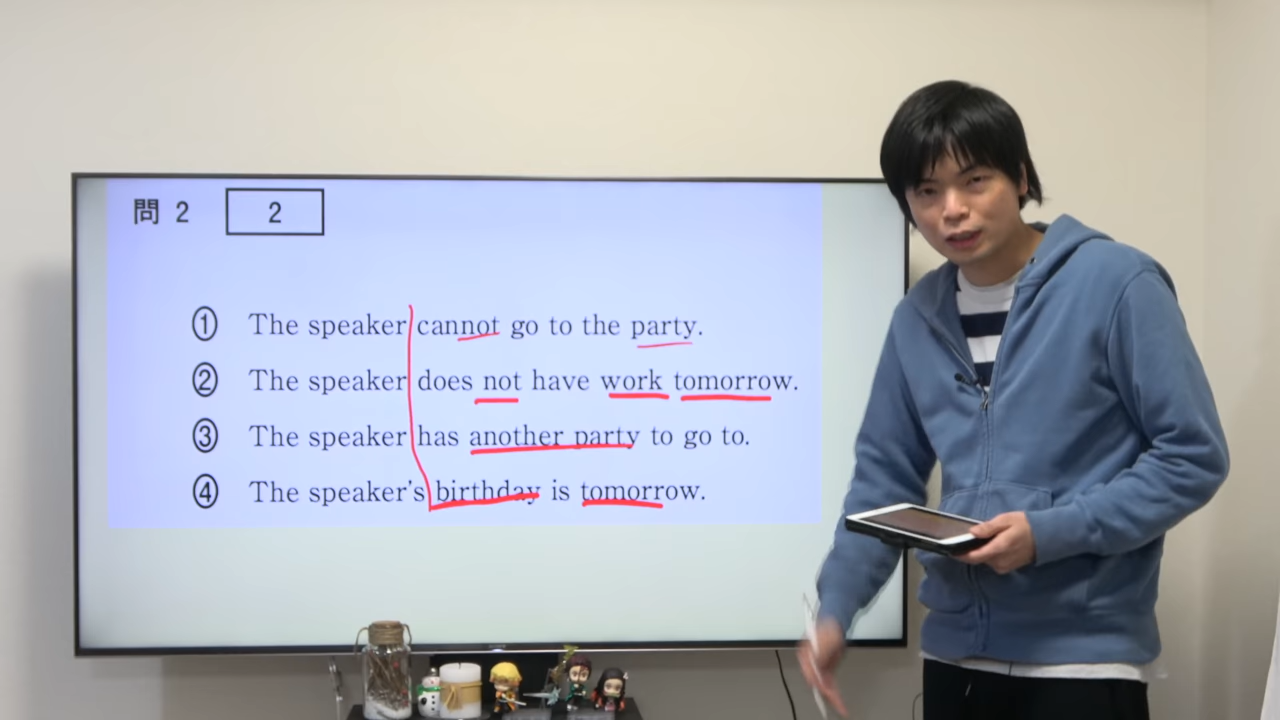 問 2 2
① The speaker cannot go to the party.
② The speaker does not have work tomorrow.
③ The speaker has another party to go to.
④ The speaker's birthday is tomorrow.